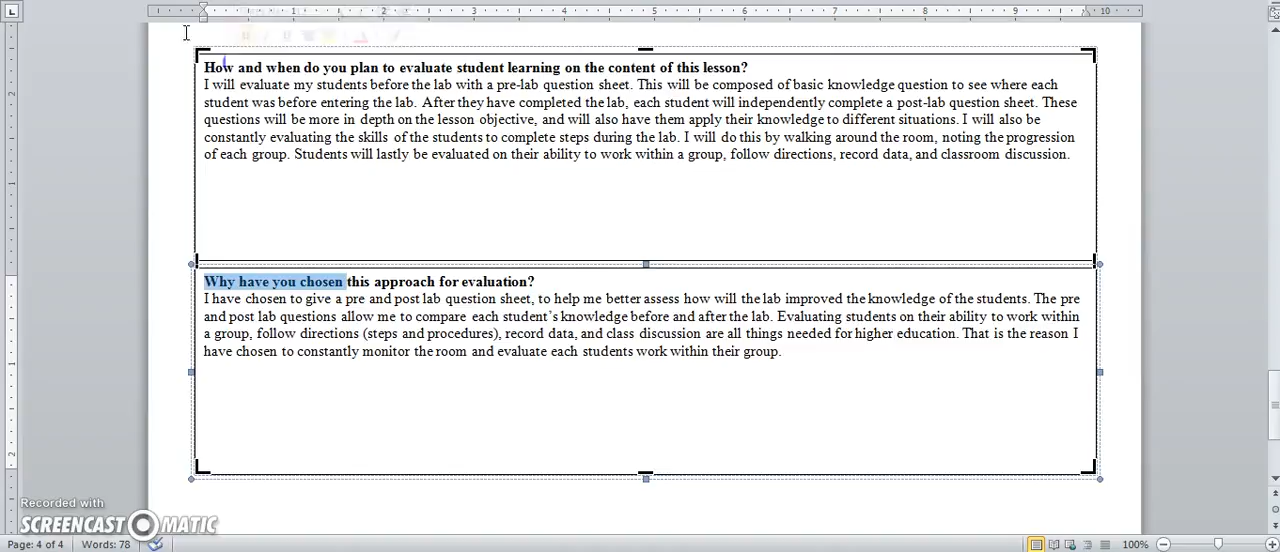 1 2 3 4 5 6 7 8 9 10
How and when do you plan to evaluate student learning on the content of this lesson?
I will evaluate my students before the lab with a pre-lab question sheet. This will be composed of basic knowledge question to see where each
student was before entering the lab. After they have completed the lab, each student will independently complete a post-lab question sheet. These
questions will be more in depth on the lesson objective, and will also have them apply their knowledge to different situations. I will also be
constantly evaluating the skills of the students to complete steps during the lab. I will do this by walking around the room, noting the progression
of each group. Students will lastly be evaluated on their ability to work within a group, follow directions, record data, and classroom discussion.
Why have you chosen this approach for evaluation?
I have chosen to give a pre and post lab question sheet, to help me better assess how will the lab improved the knowledge of the students. The pre
and post lab questions allow me to compare each student's knowledge before and after the lab. Evaluating students on their ability to work within
a group, follow directions (steps and procedures), record data, and class discussion are all things needed for higher education. That is the reason I
have chosen to constantly monitor the room and evaluate each students work within their group.
Recorded with
SCREENCAST MATIC
Page: 4 of 4 Words: 78 100%